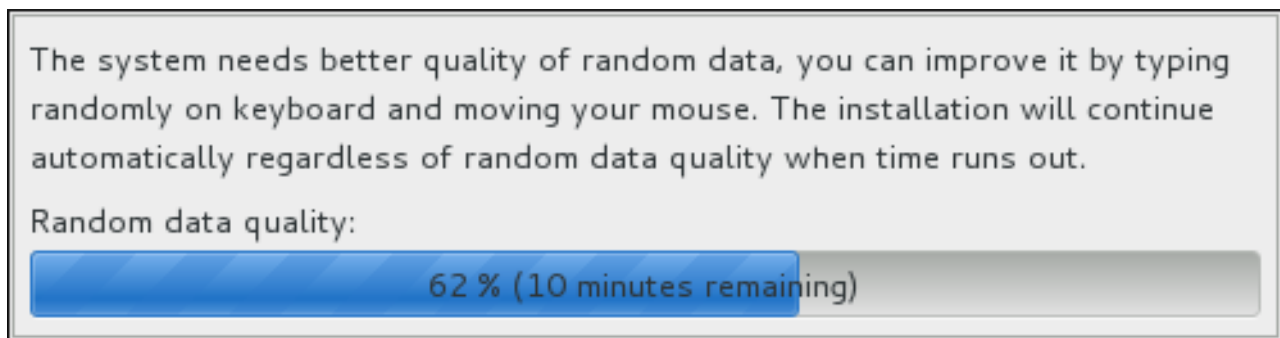 The system needs better quality of random data, you can improve it by typing
randomly on keyboard and moving your mouse. The installation will continue
automatically regardless of random data quality when time runs out.
Random data quality:
62 % (10 minutes remaining)